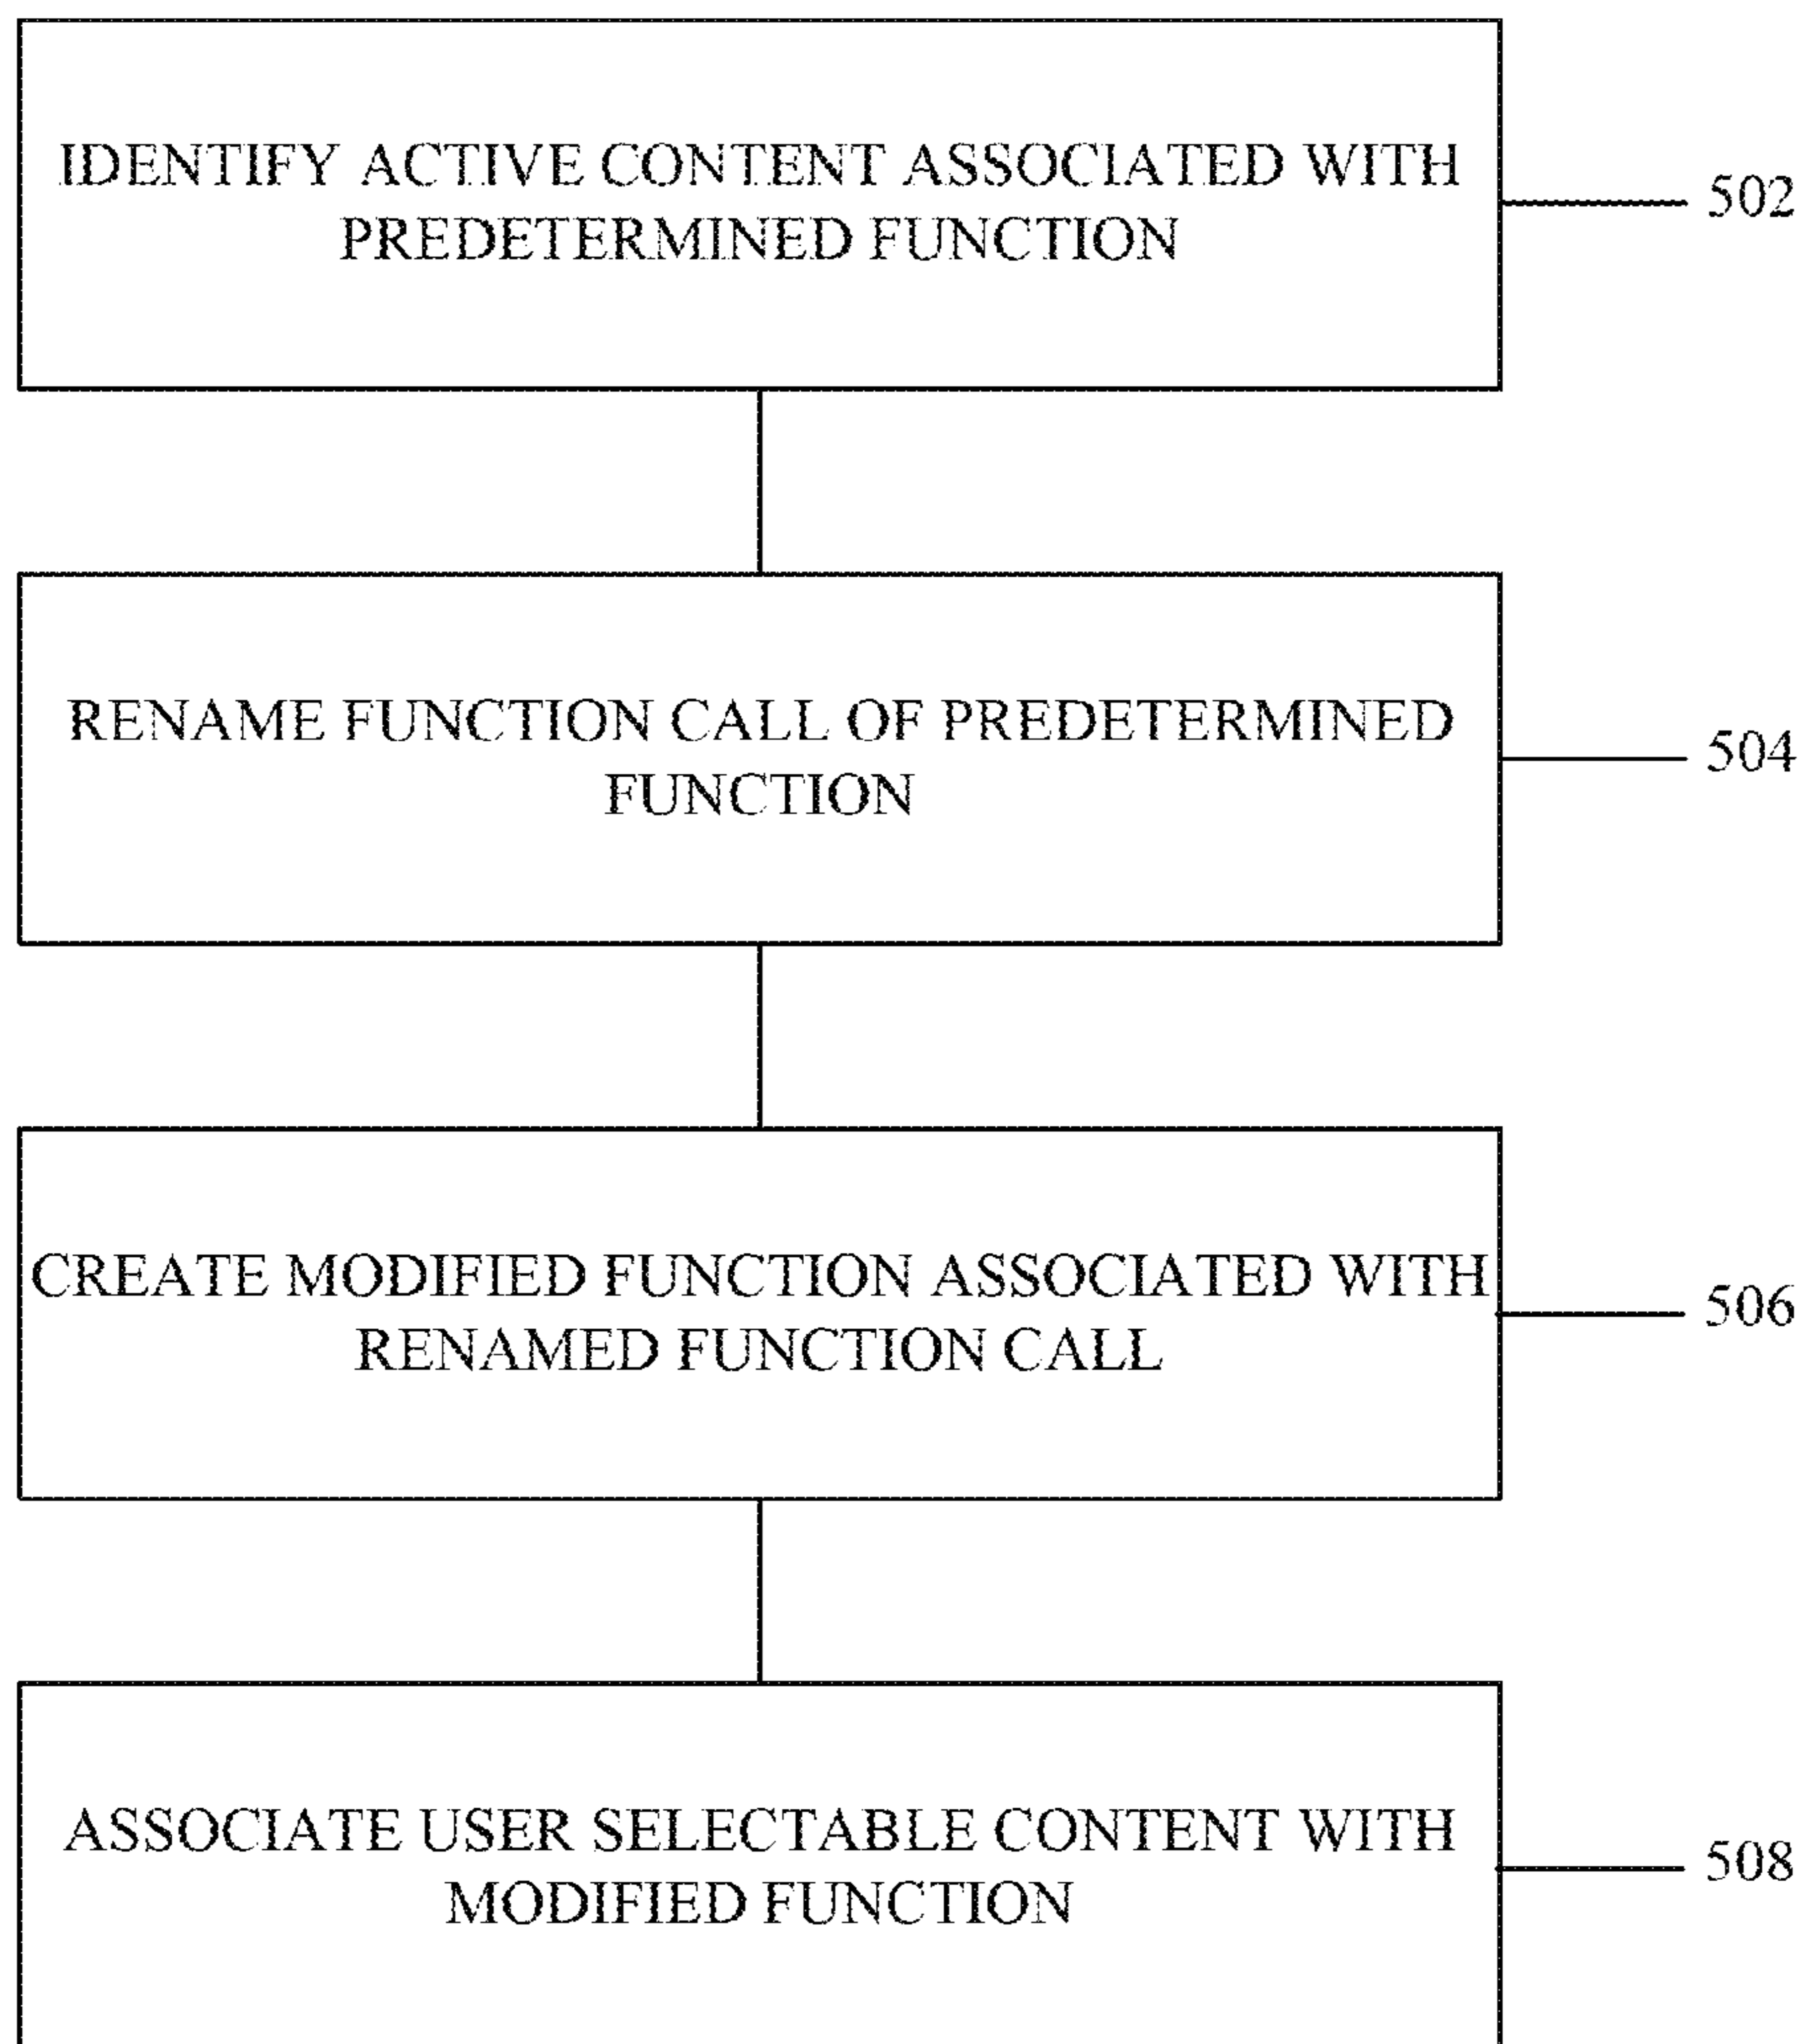 IDENTIFY ACTIVE CONTENT ASSOCIATED WITH
PREDETERMINED FUNCTION
502
RENAME FUNCTION CALL OF PREDETERMINED
FUNCTION
504
CREATE MODIFIED FUNCTION ASSOCIATED WITH
RENAMED FUNCTION CALL
506
ASSOCIATE USER SELECTABLE CONTENT WITH
MODIFIED FUNCTION
508